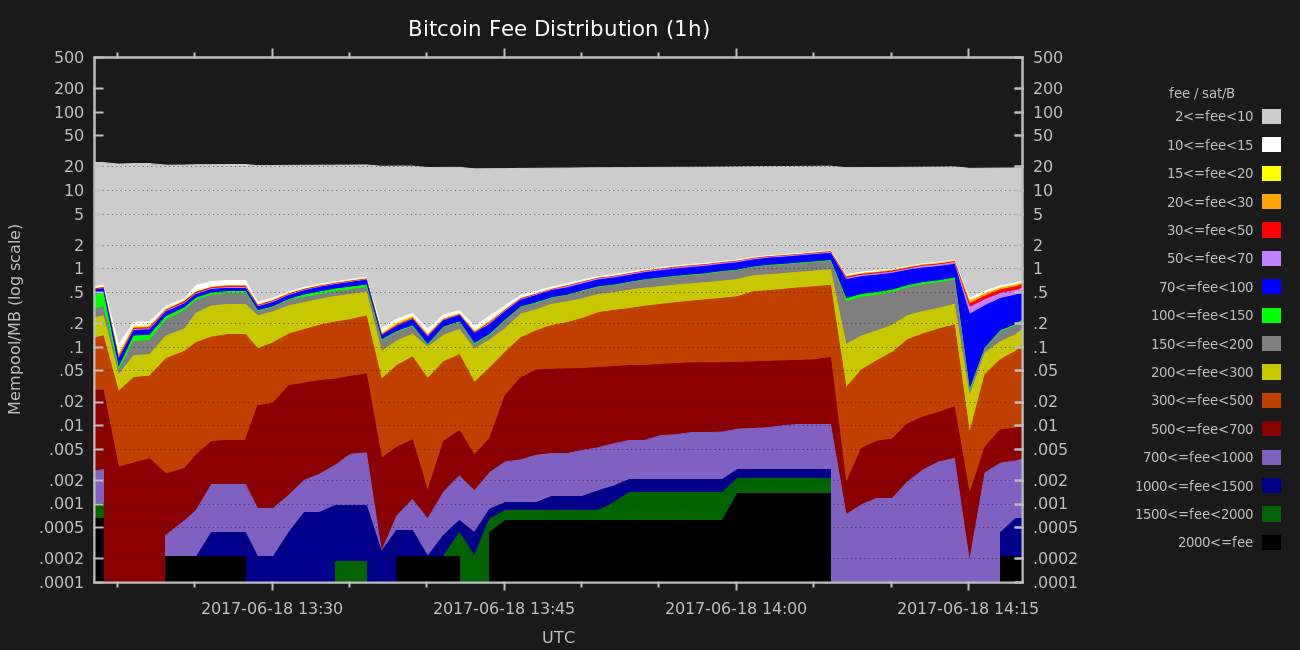 Bitcoin Fee Distribution (1h)
500 500
200 200
100 100
50 50
20 20
10 10
5 5
2 2
1 1
.5 .5
.2 .2
.1 .1
.05 .05
.02 .02
.01 .01
.005 .005
.002 .002
.001 .001
.0005 .0005
.0002 .0002
.0001 .0001
Mempool/MB (log scale)
2017-06-18 13:30 2017-06-18 13:45 2017-06-18 14:00 2017-06-18 14:15
UTC
fee / sat/B
2<=fee<10
10<=fee<15
15<=fee<20
20<=fee<30
30<=fee<50
50<=fee<70
70<=fee<100
100<=fee<150
150<=fee<200
200<=fee<300
300<=fee<500
500<=fee<700
700<=fee<1000
1000<=fee<1500
1500<=fee<2000
2000<=fee